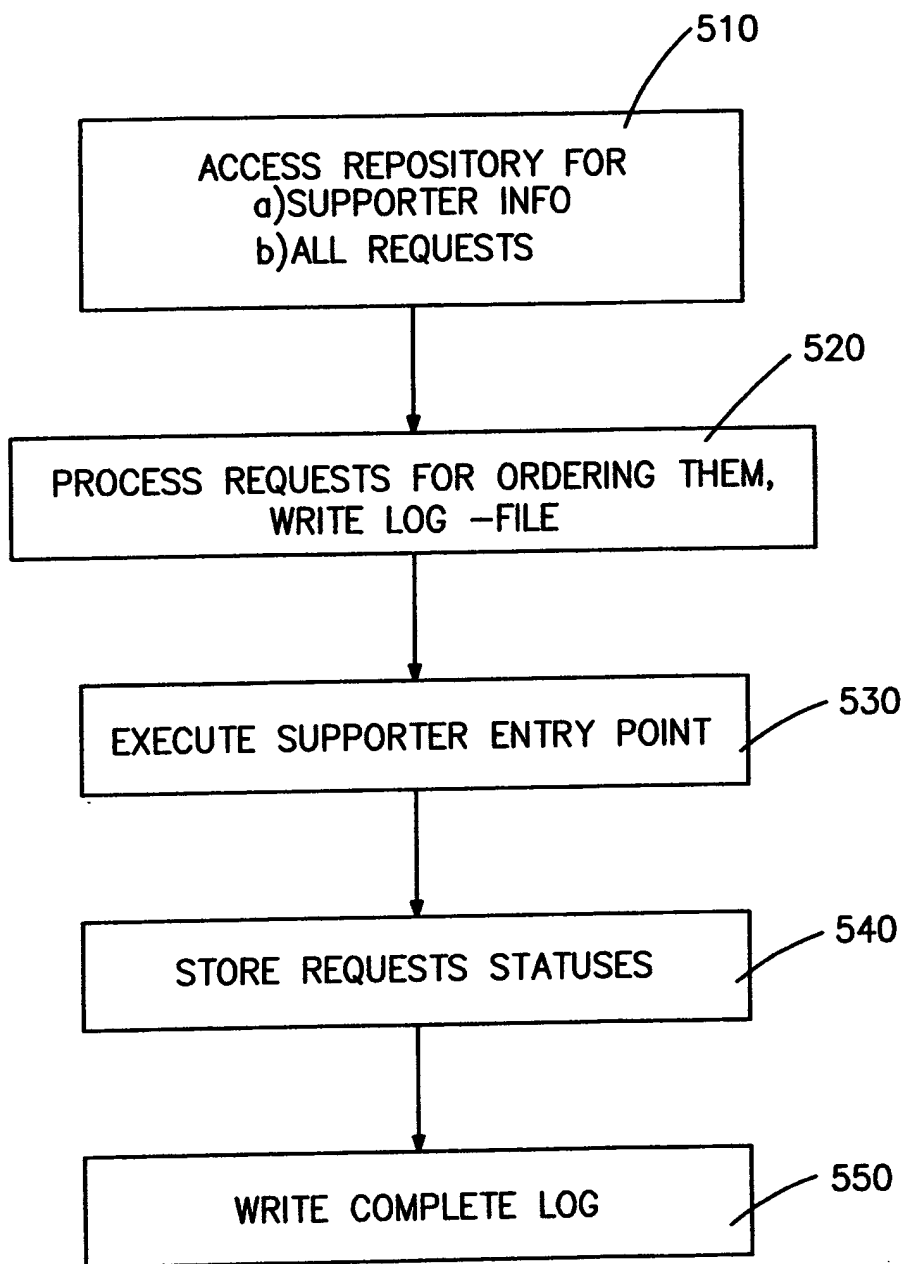 510
ACCESS REPOSITORY FOR
a)SUPPORTER INFO
b)ALL REQUESTS
520
PROCESS REQUESTS FOR ORDERING THEM,
WRITE LOG -FILE
530
EXECUTE SUPPORTER ENTRY POINT
540
STORE REQUESTS STATUSES
550
WRITE COMPLETE LOG